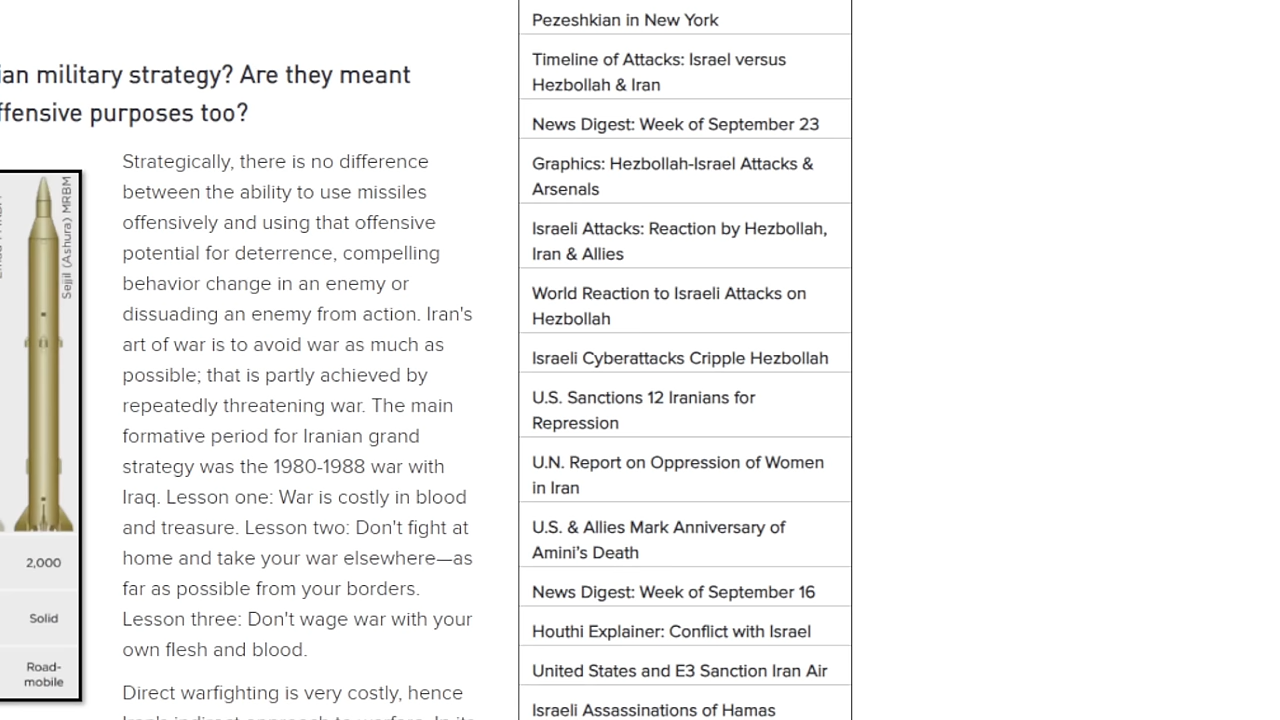 ian military strategy? Are they meant
ffensive purposes too?
Sejjil (Ashura) MRBM
2,000
Solid
Road-
mobile
Strategically, there is no difference
between the ability to use missiles
offensively and using that offensive
potential for deterrence, compelling
behavior change in an enemy or
dissuading an enemy from action. Iran's
art of war is to avoid war as much as
possible; that is partly achieved by
repeatedly threatening war. The main
formative period for Iranian grand
strategy was the 1980-1988 war with
Iraq. Lesson one: War is costly in blood
and treasure. Lesson two: Don't fight at
home and take your war elsewhere—as
far as possible from your borders.
Lesson three: Don't wage war with your
own flesh and blood.
Direct warfighting is very costly, hence
Pezeshkian in New York
Timeline of Attacks: Israel versus
Hezbollah & Iran
News Digest: Week of September 23
Graphics: Hezbollah-Israel Attacks &
Arsenals
Israeli Attacks: Reaction by Hezbollah,
Iran & Allies
World Reaction to Israeli Attacks on
Hezbollah
Israeli Cyberattacks Cripple Hezbollah
U.S. Sanctions 12 Iranians for
Repression
U.N. Report on Oppression of Women
in Iran
U.S. & Allies Mark Anniversary of
Amini’s Death
News Digest: Week of September 16
Houthi Explainer: Conflict with Israel
United States and E3 Sanction Iran Air
Israeli Assassinations of Hamas